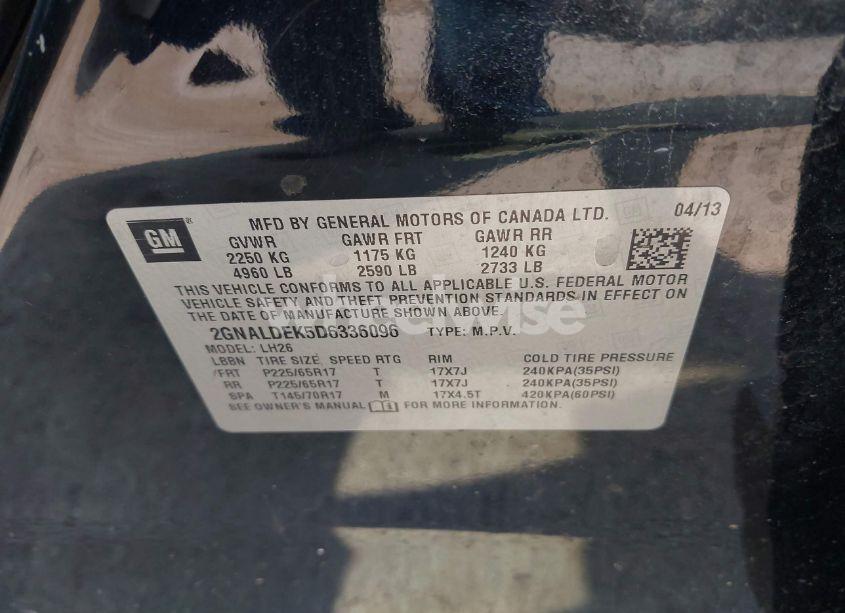 GM
MFD BY GENERAL MOTORS OF CANADA LTD. 04/13
GVWR GAWR FRT GAWR RR
2250 KG 1175 KG 1240 KG
4960 LB 2590 LB 2733 LB
THIS VEHICLE CONFORMS TO ALL APPLICABLE U.S. FEDERAL MOTOR
VEHICLE SAFETY AND THEFT PREVENTION STANDARDS IN EFFECT ON
THE DATE OF MANUFACTURE SHOWN ABOVE.
2GNALDEK5D6336096 TYPE: M.P.V.
MODEL: LH26
LBBN TIRE SIZE SPEED RTG RIM COLD TIRE PRESSURE
/FRT P225/65R17 T 17X7J 240KPA(35PSI)
RR P225/65R17 T 17X7J 240KPA(35PSI)
SPA T145/70R17 M 17X4.5T 420KPA(60PSI)
SEE OWNER'S MANUAL FOR MORE INFORMATION.